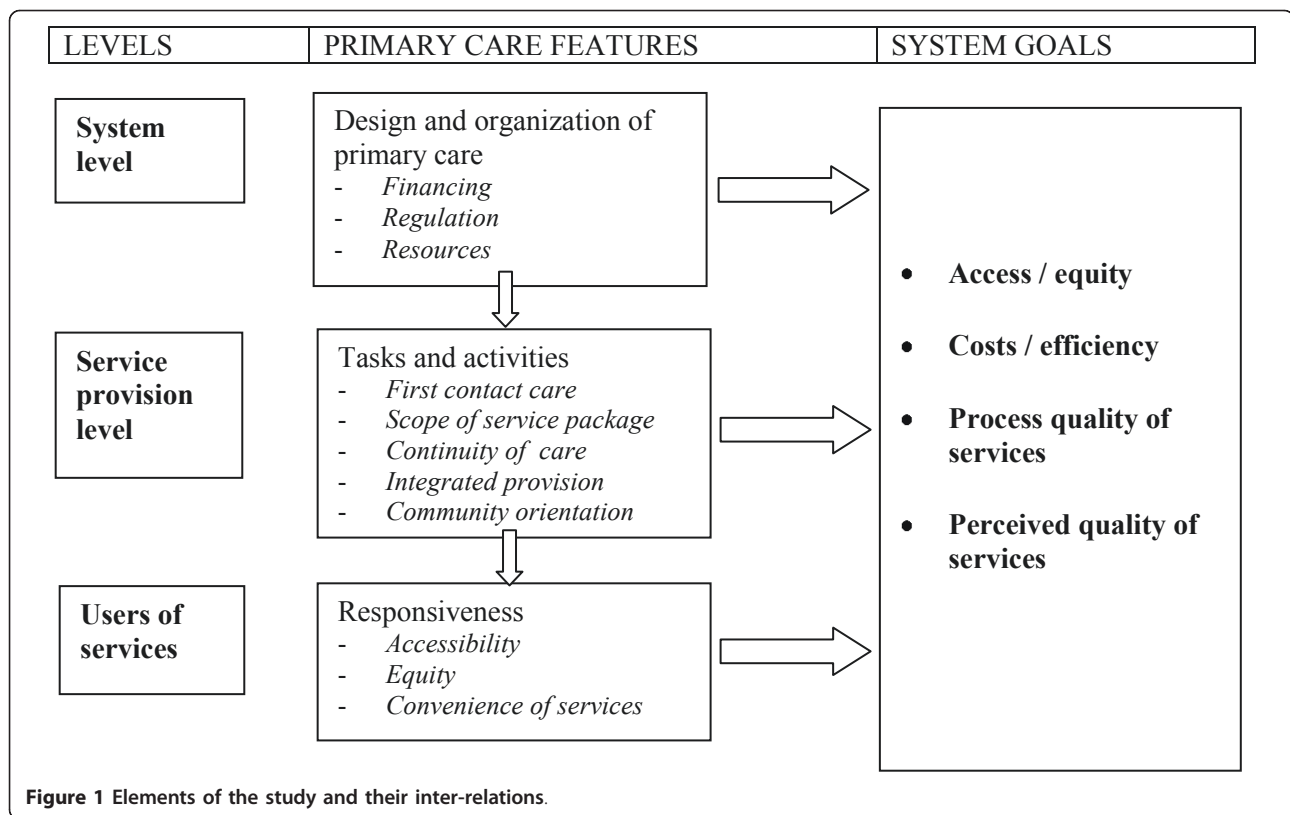 LEVELS
PRIMARY CARE FEATURES
SYSTEM GOALS
System
level
Design and organization of
primary care
- Financing
- Regulation
- Resources
Service
provision
level
Tasks and activities
- First contact care
- Scope of service package
- Continuity of care
- Integrated provision
- Community orientation
Users of
services
Responsiveness
- Accessibility
- Equity
- Convenience of services
• Access / equity
• Costs / efficiency
• Process quality of
services
• Perceived quality of
services
Figure 1 Elements of the study and their inter-relations.